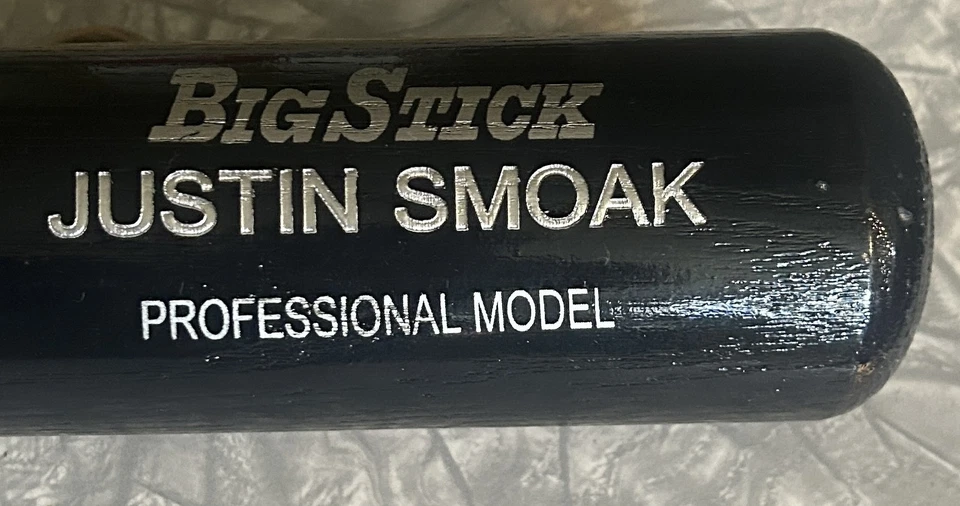 BIGSTICK
JUSTIN SMOAK
PROFESSIONAL MODEL